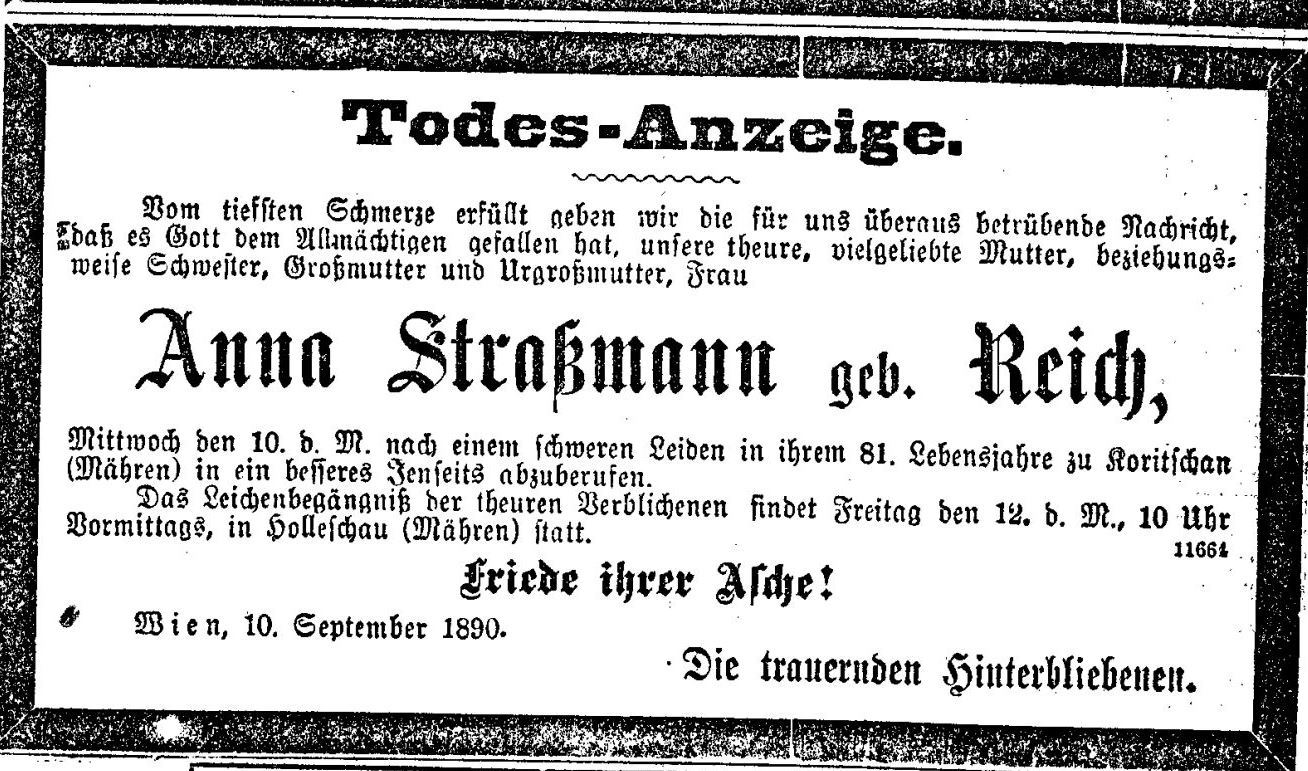 Todes-Anzeige.
Vom tiefsten Schmerze erfüllt geben wir die für uns überaus betrübende Nachricht,
daß es Gott dem Allmächtigen gefallen hat, unsere theure, vielgeliebte Mutter, beziehungs-
weise Schwester, Großmutter und Urgroßmutter, Frau
Anna Straßmann geb. Reich,
Mittwoch den 10. d. M. nach einem schweren Leiden in ihrem 81. Lebensjahre zu Koritschan
(Mähren) in ein besseres Jenseits abzuberufen.
Das Leichenbegängniß der theuren Verblichenen findet Freitag den 12. d. M., 10 Uhr
Vormittags, in Holleschau (Mähren) statt.
11664
Friede ihrer Asche!
Wien, 10. September 1890.
Die trauernden Hinterbliebenen.